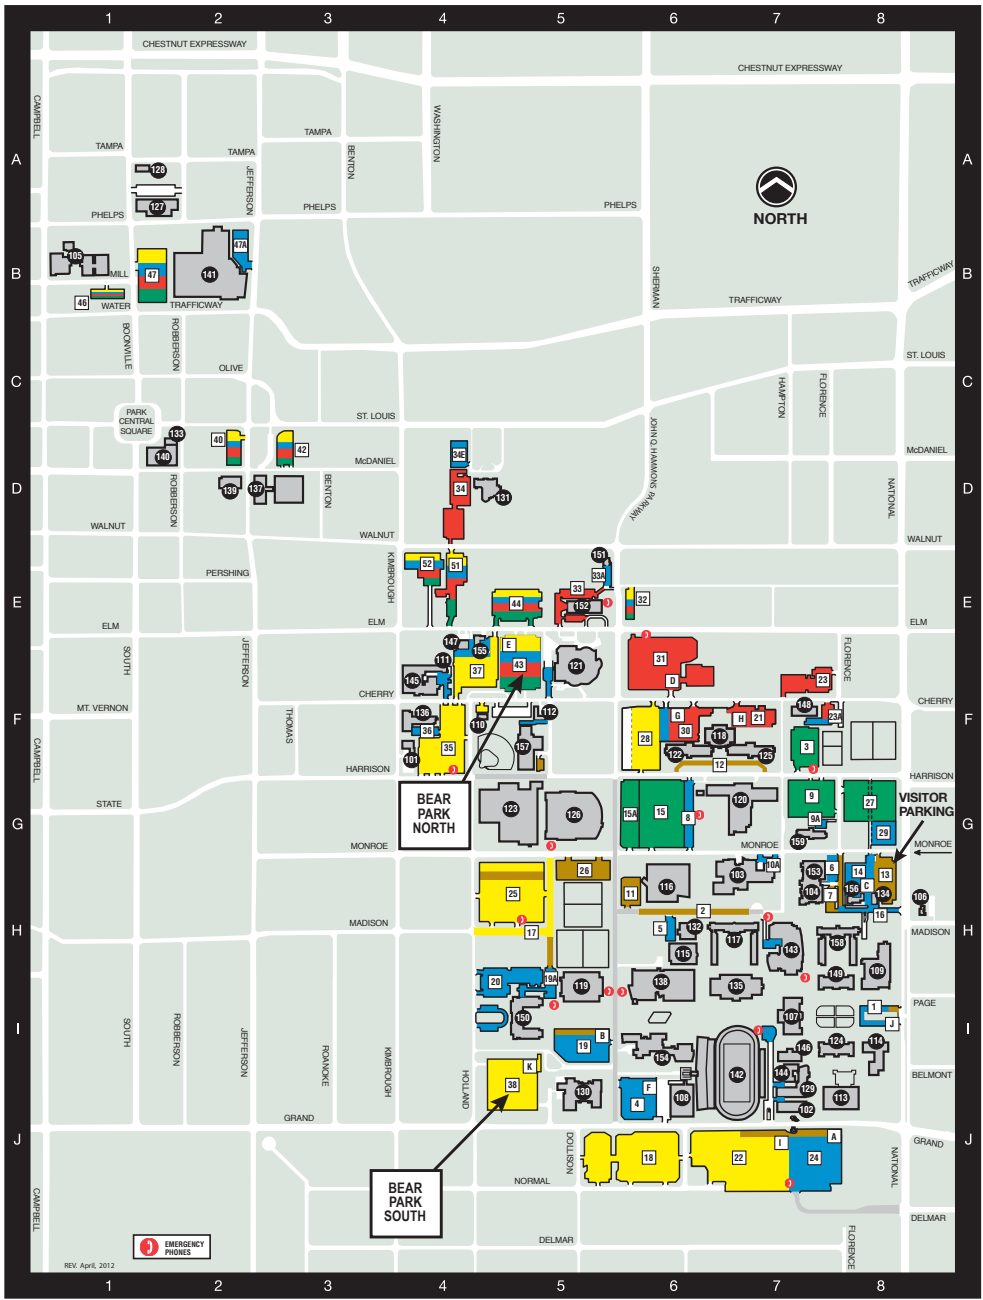 1 2 3 4 5 6 7 8
CHESTNUT EXPRESSWAY
CHESTNUT EXPRESSWAY
CAMPBELL
WASHINGTON
TAMPA
TAMPA
TAMPA
BENTON
A
A
128
JEFFERSON
127
PHELPS
PHELPS
PHELPS
NORTH
105
47
141
47A
B
B
MILL
46
WATER
TRAFFICWAY
SHERMAN
TRAFFICWAY
TRAFFICWAY
BOONVILLE
ROBBERSON
OLIVE
ST. LOUIS
C
C
HAMPTON
FLORENCE
PARK
CENTRAL
SQUARE
ST. LOUIS
133
140
40
42
34E
McDANIEL
McDANIEL
JOHN Q. HAMMONS PARKWAY
D
D
139
137
34
131
ROBBERSON
BENTON
NATIONAL
WALNUT
WALNUT
WALNUT
KIMBROUGH
52
51
151
33A
33
PERSHING
E
E
44
152
32
ELM
ELM
ELM
SOUTH
JEFFERSON
147
155
E
111
37
43
121
31
D
FLORENCE
145
23
CHERRY
CHERRY
MT. VERNON
THOMAS
1136
36
110
112
148
23A
F
F
G
30
H
21
118
28
35
157
122
125
3
101
12
CAMPBELL
HARRISON
HARRISON
BEAR
PARK
NORTH
STATE
123
126
15A
15
8
120
9
9A
27
29
VISITOR
PARKING
G
G
159
MONROE
MONROE
MONROE
25
26
11
116
103
10A
153
6
14
13
104
7
156
C
134
16
106
2
MADISON
MADISON
H
H
17
5
132
117
143
158
115
20
19A
119
138
135
149
109
PAGE
150
107
1
J
I
I
SOUTH
ROBBERSON
JEFFERSON
ROANOKE
KIMBROUGH
HOLLAND
19
B
154
142
146
124
114
K
38
130
F
4
108
144
129
102
113
BELMONT
GRAND
GRAND
J
J
DOLLISON
18
22
I
24
A
NATIONAL
NORMAL
BEAR
PARK
SOUTH
CAMPBELL
DELMAR
DELMAR
FLORENCE
EMERGENCY
PHONES
REV. April, 2012
1 2 3 4 5 6 7 8